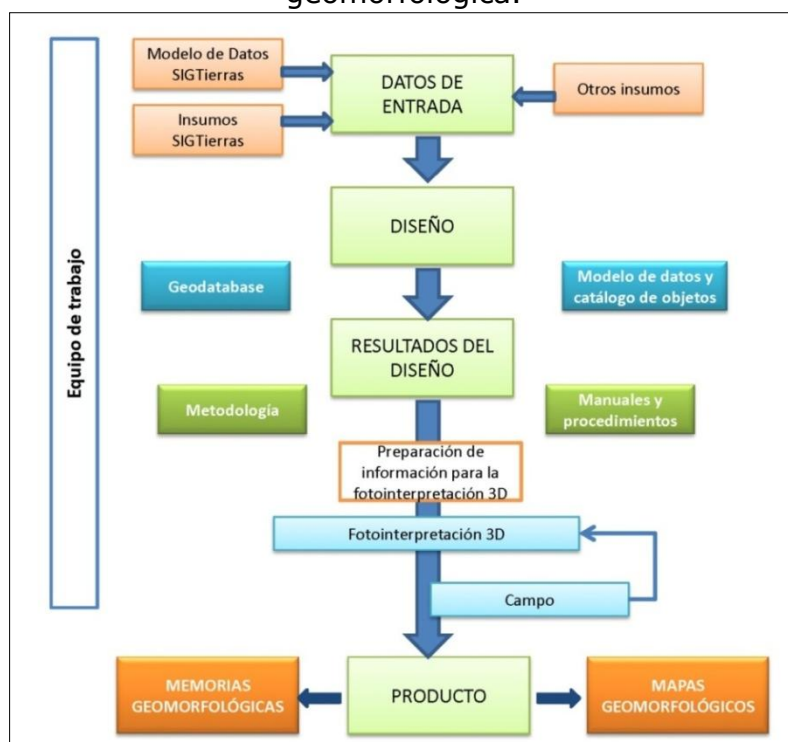 geomorfológica.
Modelo de Datos
SIGTierras
DATOS DE
ENTRADA
Otros insumos
Insumos
SIGTierras
DISEÑO
Equipo de trabajo
Geodatabase
Modelo de datos y
catálogo de objetos
RESULTADOS DEL
DISEÑO
Metodología
Manuales y
procedimientos
Preparación de
información para la
fotointerpretación 3D
Fotointerpretación 3D
Campo
MEMORIAS
GEOMORFOLÓGICAS
PRODUCTO
MAPAS
GEOMORFOLÓGICOS